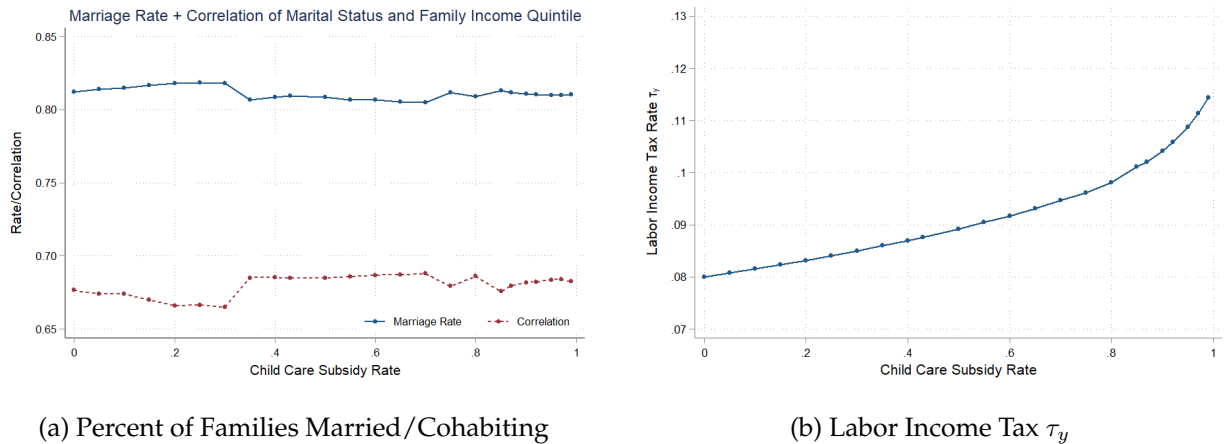 Marriage Rate + Correlation of Marital Status and Family Income Quintile
Rate/Correlation
0.85
0.80
0.75
0.70
0.65
Marriage Rate
Correlation
0
.2
.4
.6
.8
1
Child Care Subsidy Rate
(a) Percent of Families Married/Cohabiting
Labor Income Tax Rate τy
.13
.12
.11
.1
.09
.08
.07
0
.2
.4
.6
.8
1
Child Care Subsidy Rate
(b) Labor Income Tax τy